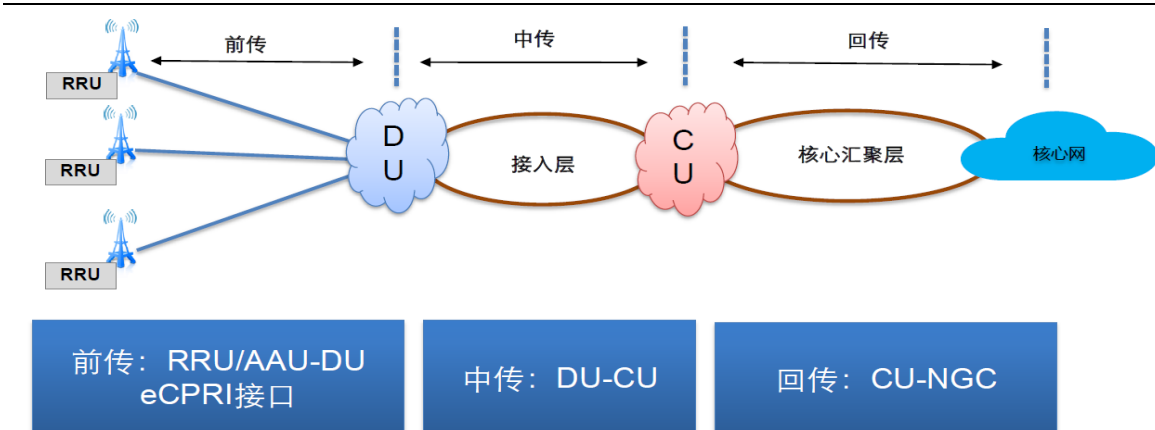 前传
中传
回传
RRU
RRU
RRU
D
U
接入层
C
U
核心汇聚层
核心网
前传：RRU/AAU-DU
eCPRI接口
中传：DU-CU
回传：CU-NGC